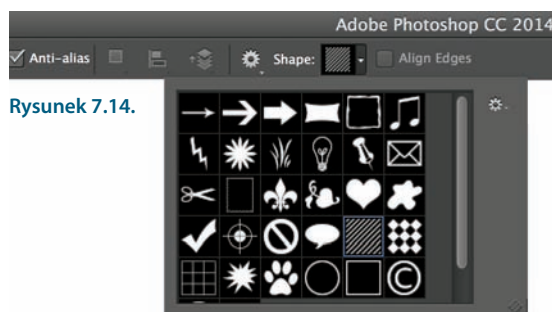 Adobe Photoshop CC 2014
Anti-alias Shape: Align Edges
Rysunek 7.14.